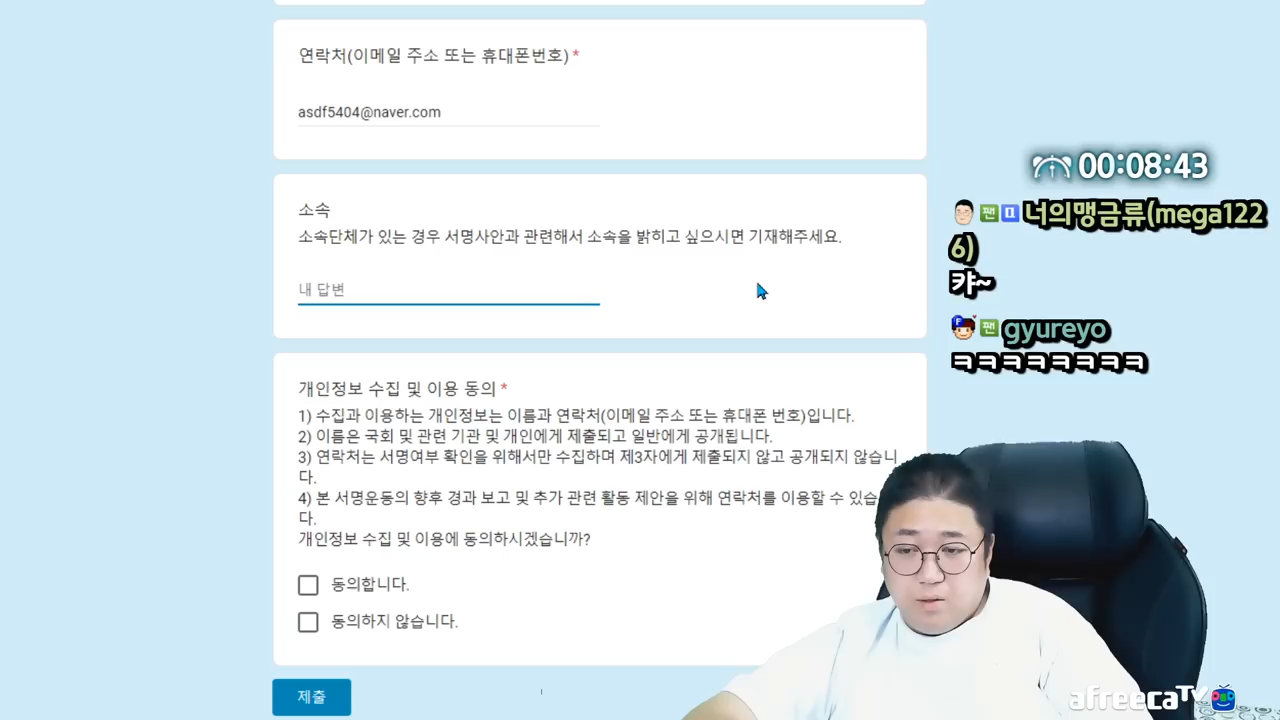 연락처(이메일 주소 또는 휴대폰번호) *
asdf5404@naver.com
소속
소속단체가 있는 경우 서명사안과 관련해서 소속을 밝히고 싶으시면 기재해주세요.
내 답변
개인정보 수집 및 이용 동의 *
1) 수집과 이용하는 개인정보는 이름과 연락처(이메일 주소 또는 휴대폰 번호)입니다.
2) 이름은 국회 및 관련 기관 및 개인에게 제출되고 일반에게 공개됩니다.
3) 연락처는 서명여부 확인을 위해서만 수집하며 제3자에게 제출되지 않고 공개되지 않습니
다.
4) 본 서명운동의 향후 경과 보고 및 추가 관련 활동 제안을 위해 연락처를 이용할 수 있습
다.
개인정보 수집 및 이용에 동의하시겠습니까?
동의합니다.
동의하지 않습니다.
제출
00:08:43
팬 너의맹금류(mega122
6)
캬~
F 팬 gyureyo
ㅋㅋㅋㅋㅋㅋㅋㅋ
afreecaTV